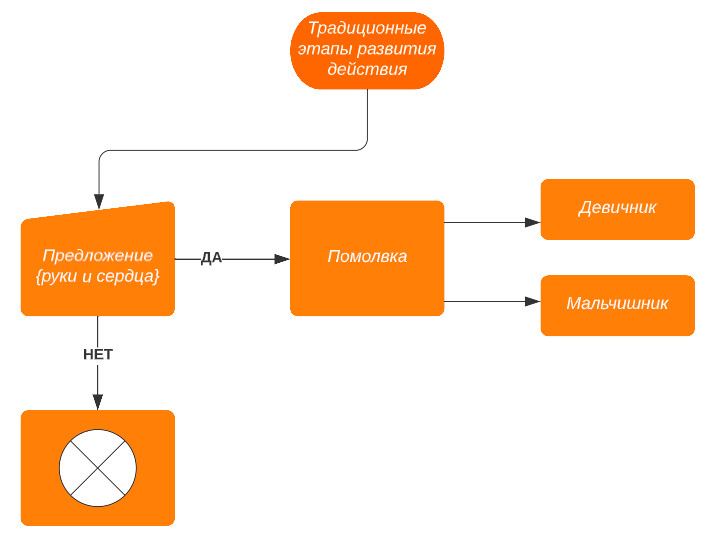 Традиционные
этапы развития
действия
Предложение
{руки и сердца}
ДА
Помолвка
Девичник
Мальчишник
НЕТ